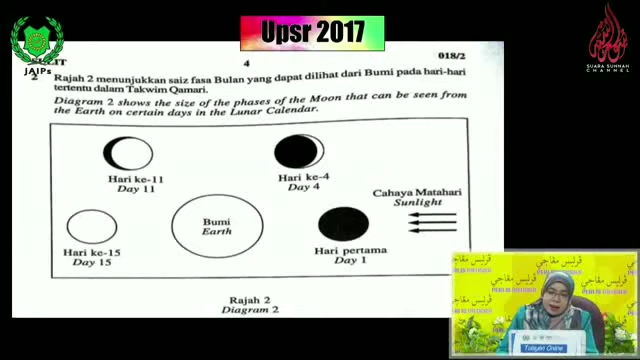 Upsr 2017
JAIPs
SUARA SUNNAH
CHANNEL
4
018/2
2 Rajah 2 menunjukkan saiz fasa Bulan yang dapat dilihat dari Bumi pada hari-hari
tertentu dalam Takwim Qamari.
Diagram 2 shows the size of the phases of the Moon that can be seen from
the Earth on certain days in the Lunar Calendar.
Hari ke-11
Day 11
Hari ke-4
Day 4
Cahaya Matahari
Sunlight
Bumi
Earth
Hari ke-15
Day 15
Hari pertama
Day 1
Rajah 2
Diagram 2
Tuisyen Online